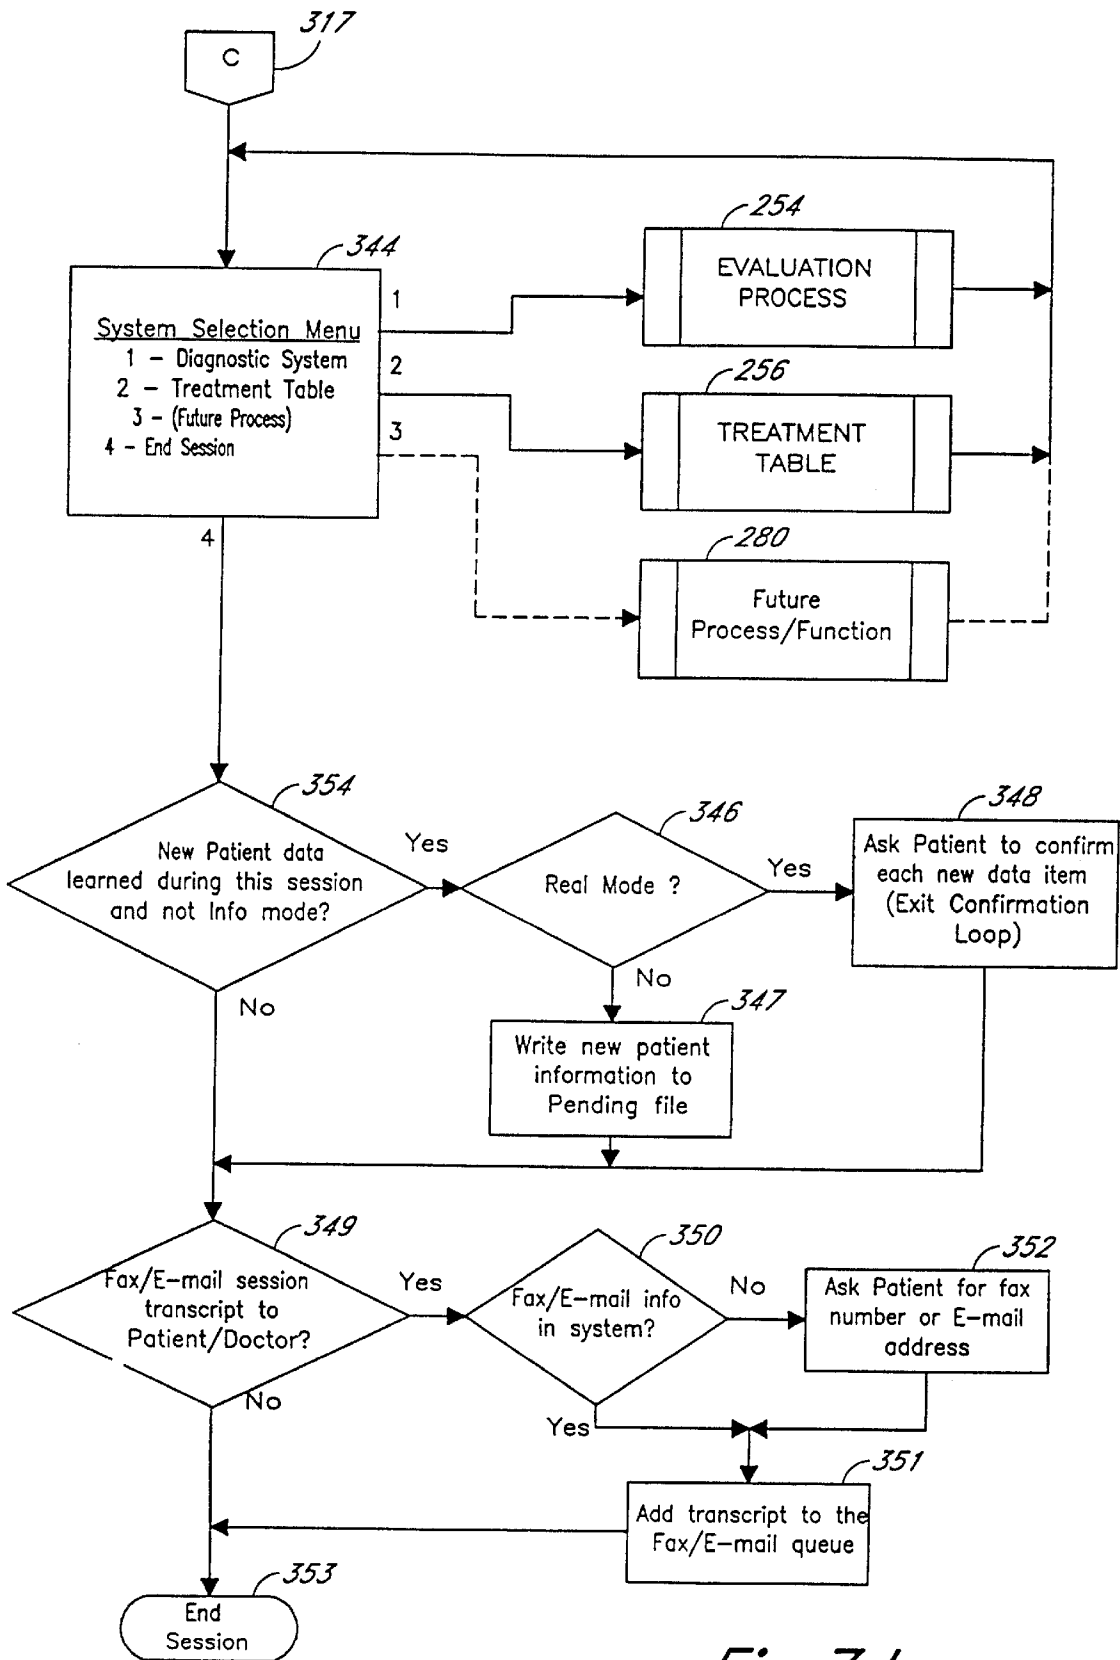 317
C
254
344
EVALUATION
PROCESS
1
System Selection Menu
1 - Diagnostic System
2
2 - Treatment Table
256
3 - (Future Process)
3
TREATMENT
TABLE
4 - End Session
4
280
Future
Process/Function
354
346
348
New Patient data
learned during this session
and not Info mode?
Yes
Real Mode ?
Yes
Ask Patient to confirm
each new data item
(Exit Confirmation
Loop)
No
No
347
Write new patient
information to
Pending file
349
350
352
Fax/E-mail session
transcript to
Patient/Doctor?
Yes
Fax/E-mail info
in system?
No
Ask Patient for fax
number or E-mail
address
No
Yes
351
Add transcript to the
Fax/E-mail queue
353
End
Session